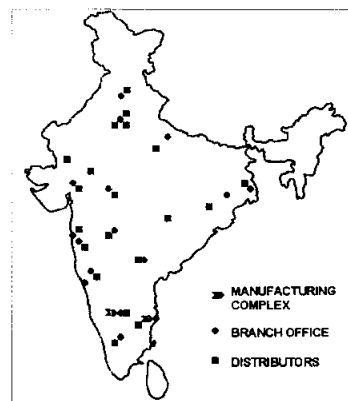 MANUFACTURING
COMPLEX
BRANCH OFFICE
DISTRIBUTORS